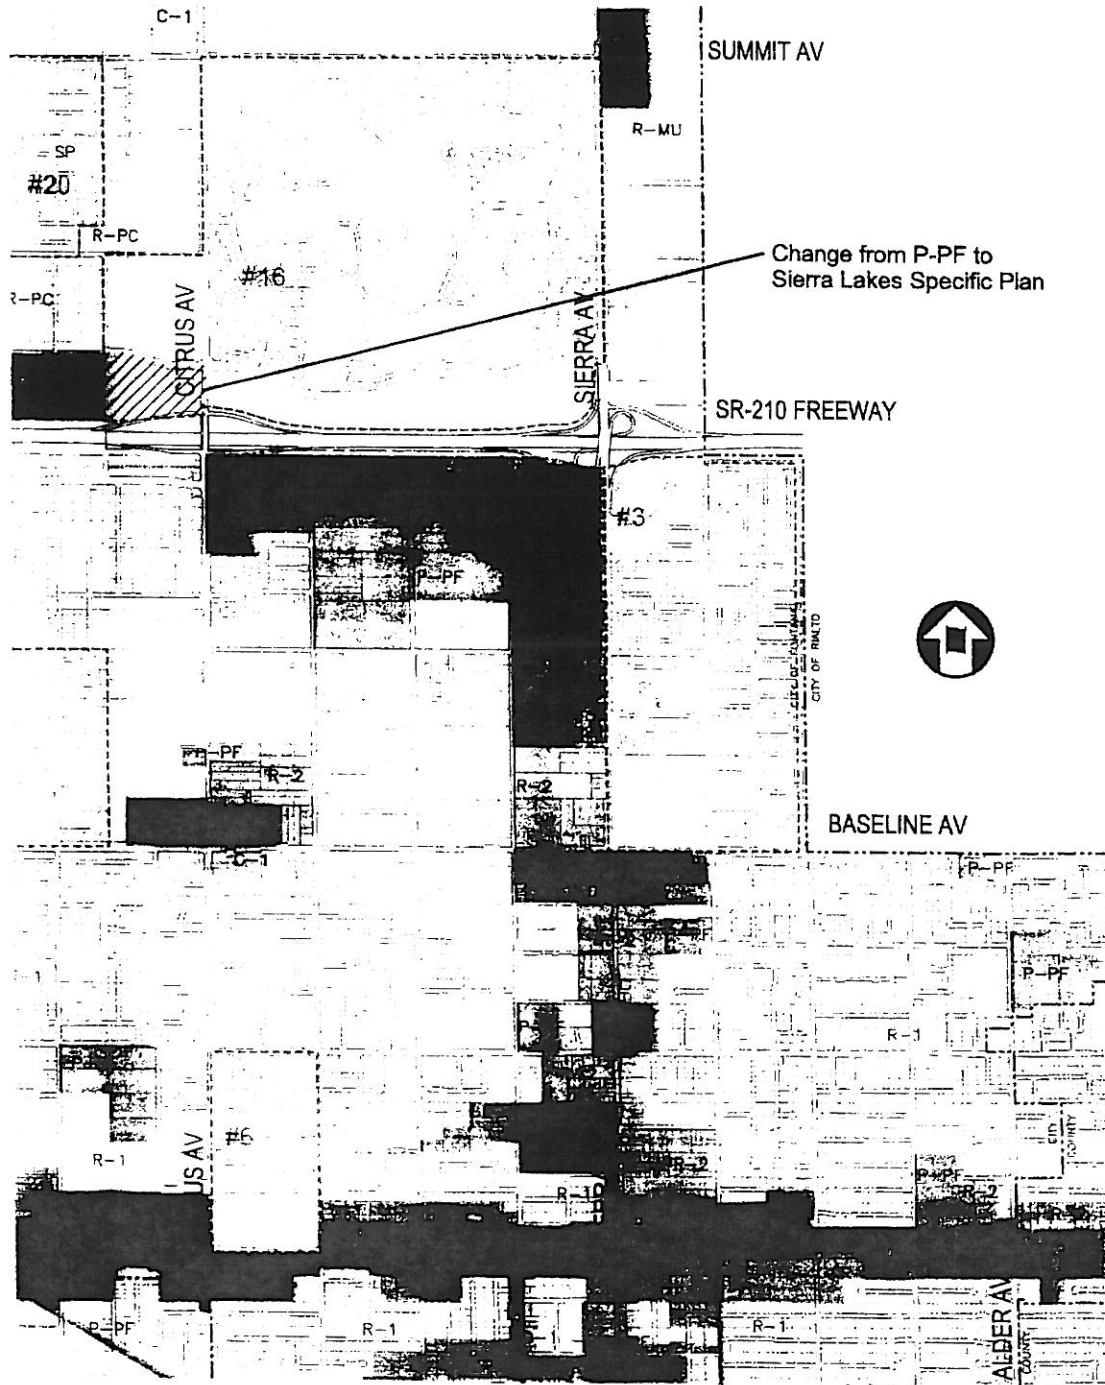 C-1
SUMMIT AV
R-MU
SP
#20
R-PC
Change from P-PF to
Sierra Lakes Specific Plan
#16
R-PC
CITRUS AV
SIERRA AV
SR-210 FREEWAY
#3
P-PF
CITY OF FONTANA
CITY OF RIALTO
P-PF
R-2
R-2
BASELINE AV
C-1
P-PF
P-PF
R-1
#6
US AV
R-1
R-2
P-PF
R-2
R-1
CITY
COUNTY
P-PF
R-1
R-1
ALDER AV
COUNTY